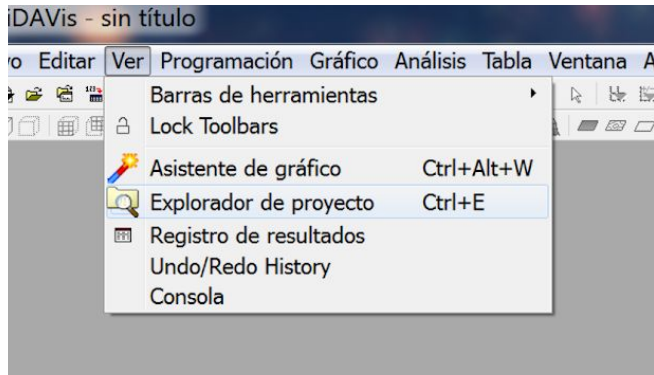 iDAVis - sin título
vo Editar Ver Programación Gráfico Análisis Tabla Ventana A
Barras de herramientas
Lock Toolbars
Asistente de gráfico Ctrl+Alt+W
Explorador de proyecto Ctrl+E
Registro de resultados
Undo/Redo History
Consola